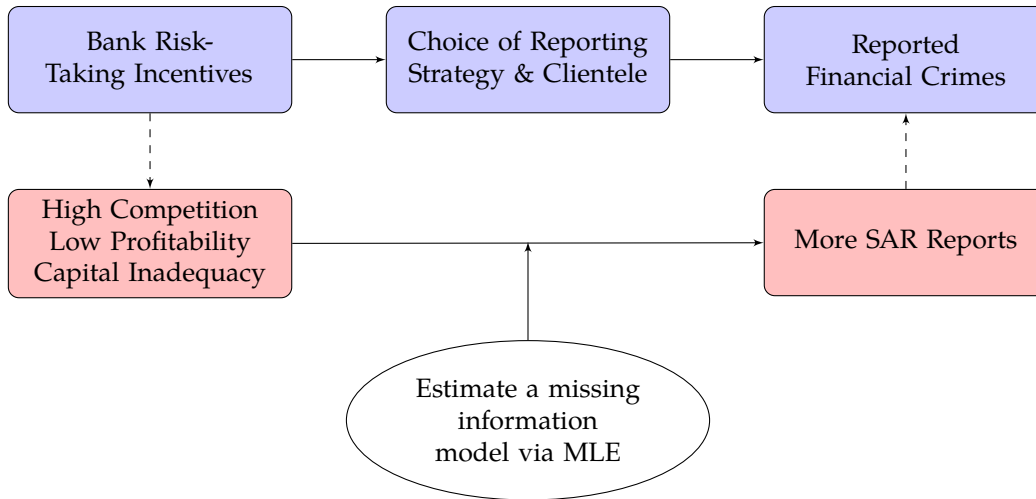 Bank Risk-
Taking Incentives
Choice of Reporting
Strategy & Clientele
Reported
Financial Crimes
High Competition
Low Profitability
Capital Inadequacy
More SAR Reports
Estimate a missing
information
model via MLE